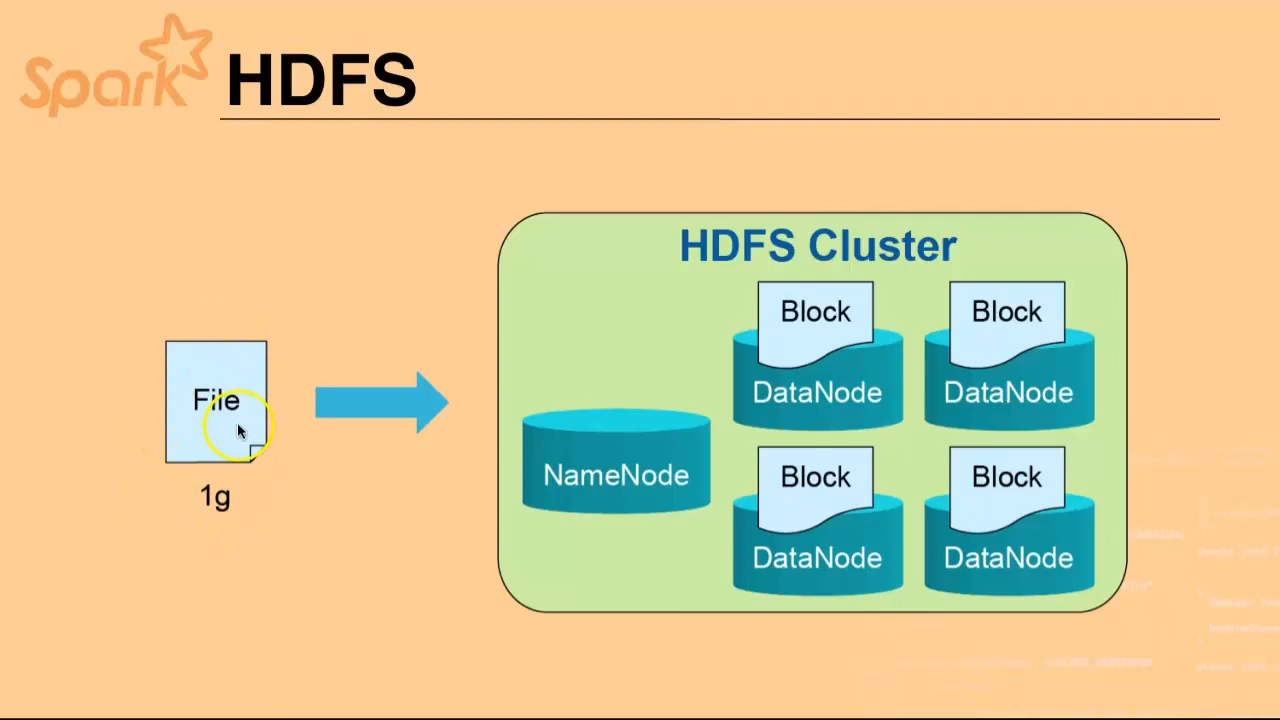 Spark
HDFS
File
1g
HDFS Cluster
NameNode
Block
DataNode
Block
DataNode
Block
DataNode
Block
DataNode